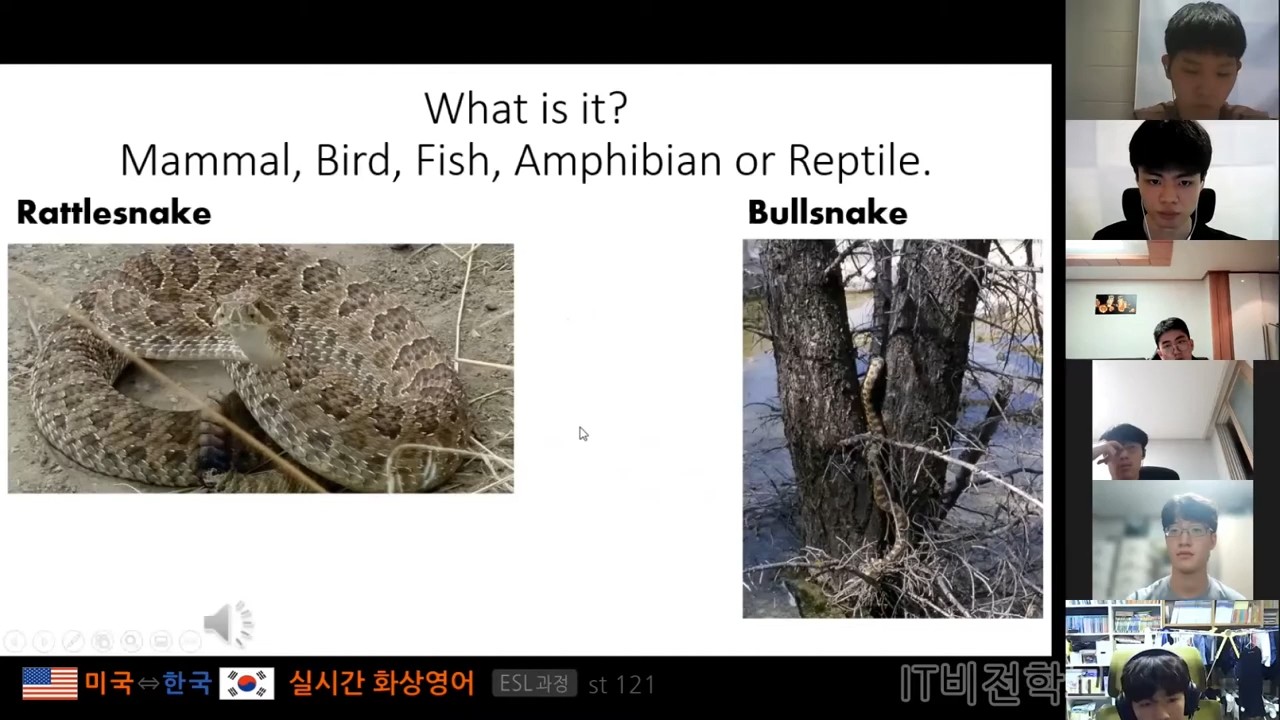 What is it?
Mammal, Bird, Fish, Amphibian or Reptile.
Rattlesnake
Bullsnake
미국⇔한국 실시간 화상영어 ESL과정 st 121
IT비전학교